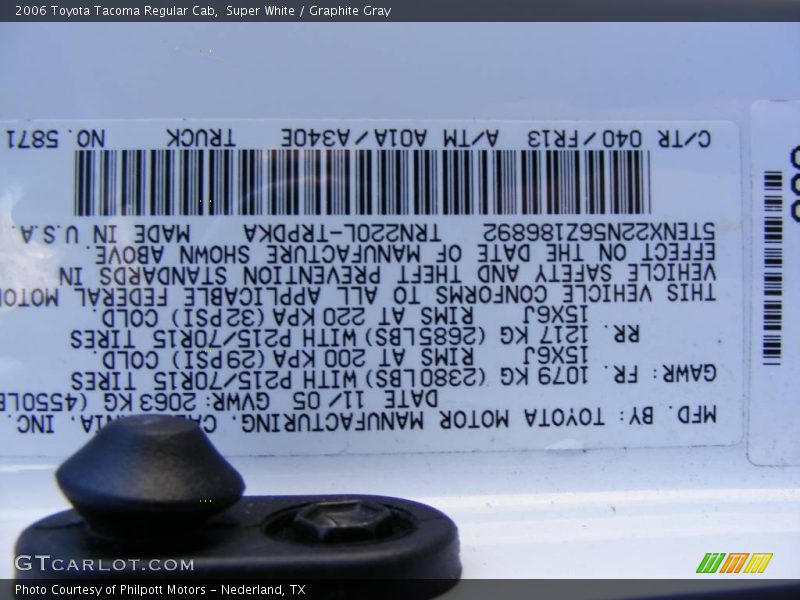 2006 Toyota Tacoma Regular Cab,  Super White / Graphite Gray
MFD. BY: TOYOTA MOTOR MANUFACTURING. INC.
DATE 11/05 GVWR: 2063 KG (4550LB
GAWR: FR. 1079 KG (2380LBS) WITH P215/70R15 TIRES
15X6J RIMS AT 200 KPA (29PSI) COLD.
RR. 1217 KG (2685LBS) WITH P215/70R15 TIRES
15X6J RIMS AT 220 KPA (32PSI) COLD.
THIS VEHICLE CONFORMS TO ALL APPLICABLE FEDERAL MOTOR
VEHICLE SAFETY AND THEFT PREVENTION STANDARDS IN
EFFECT ON THE DATE OF MANUFACTURE SHOWN ABOVE.
5TENX22N56Z186892 TRN220L-TRPDKA MADE IN U.S.A.
C/TR 040/FR13 A/TM A01A/A340E TRUCK NO. 5871
GTCARLOT.COM
Photo Courtesy of Philpott Motors - Nederland, TX